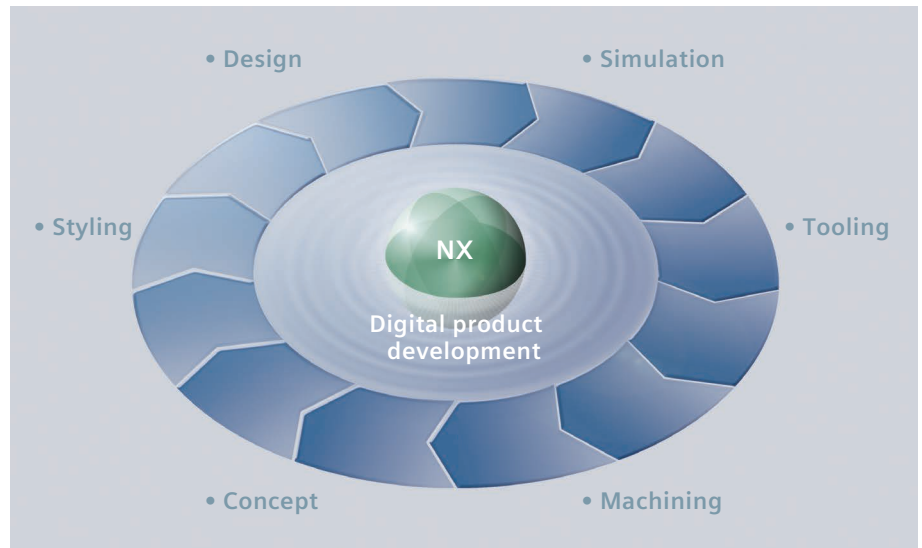 • Design
• Simulation
• Styling
• Tooling
NX
Digital product
development
• Concept
• Machining